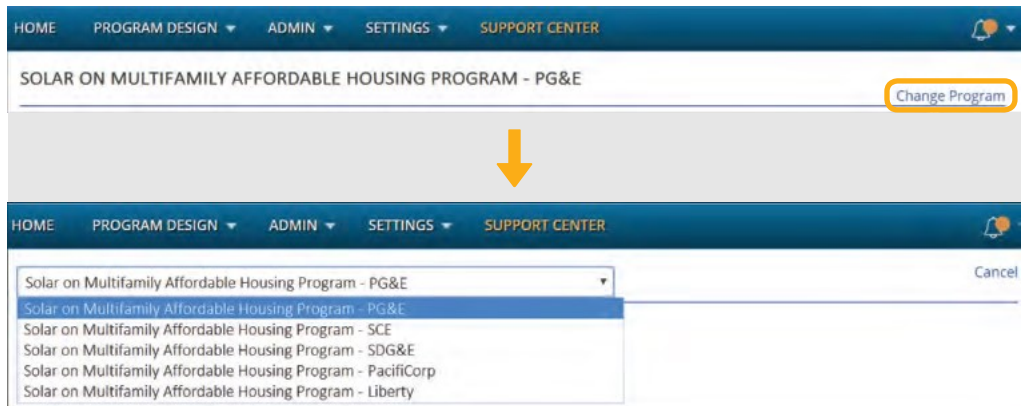 HOME PROGRAM DESIGN ADMIN SETTINGS SUPPORT CENTER
SOLAR ON MULTIFAMILY AFFORDABLE HOUSING PROGRAM - PG&E
Change Program
HOME PROGRAM DESIGN ADMIN SETTINGS SUPPORT CENTER
Solar on Multifamily Affordable Housing Program - PG&E
Cancel
Solar on Multifamily Affordable Housing Program - PG&E
Solar on Multifamily Affordable Housing Program - SCE
Solar on Multifamily Affordable Housing Program - SDG&E
Solar on Multifamily Affordable Housing Program - PacifiCorp
Solar on Multifamily Affordable Housing Program - Liberty